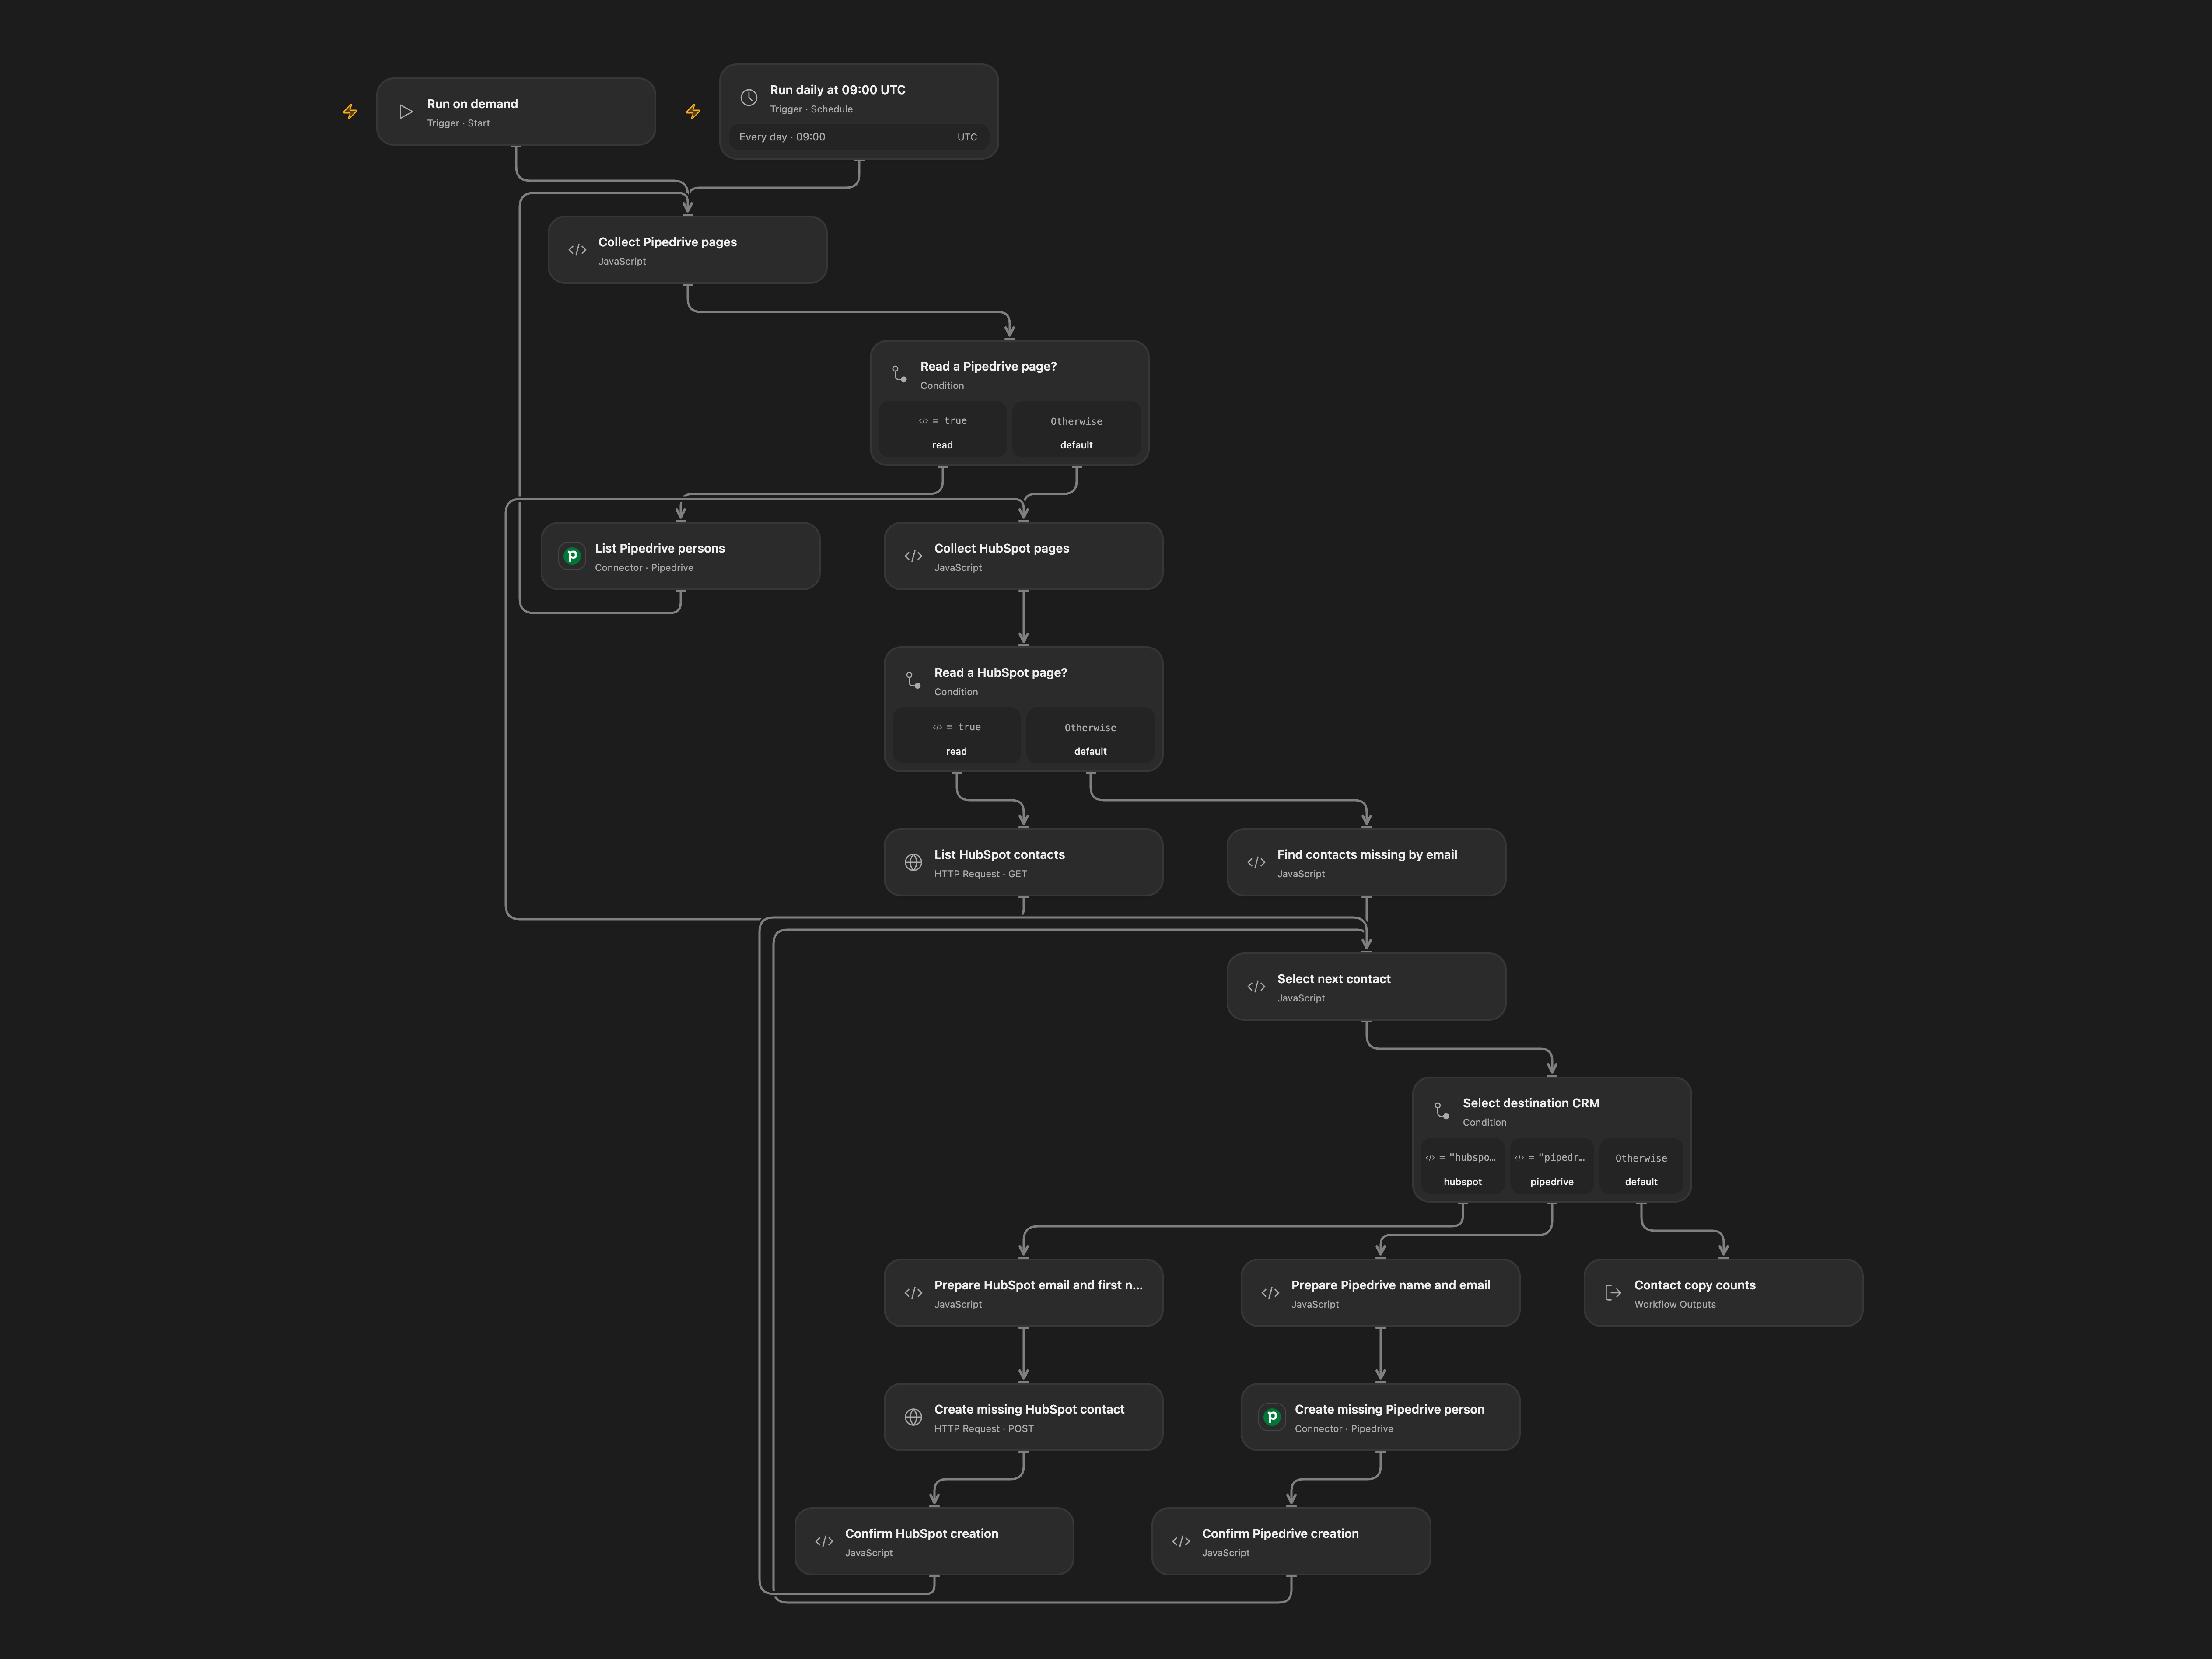 Run on demand
Trigger · Start
Run daily at 09:00 UTC
Trigger · Schedule
Every day · 09:00
UTC
Collect Pipedrive pages
JavaScript
Read a Pipedrive page?
Condition
</> = true
Otherwise
read
default
List Pipedrive persons
Connector · Pipedrive
Collect HubSpot pages
JavaScript
Read a HubSpot page?
Condition
</> = true
Otherwise
read
default
List HubSpot contacts
HTTP Request · GET
Find contacts missing by email
JavaScript
Select next contact
JavaScript
Select destination CRM
Condition
</> = "hubspo…
</> = "pipedr…
Otherwise
hubspot
pipedrive
default
Prepare HubSpot email and first n...
JavaScript
Prepare Pipedrive name and email
JavaScript
Contact copy counts
Workflow Outputs
Create missing HubSpot contact
HTTP Request · POST
Create missing Pipedrive person
Connector · Pipedrive
Confirm HubSpot creation
JavaScript
Confirm Pipedrive creation
JavaScript